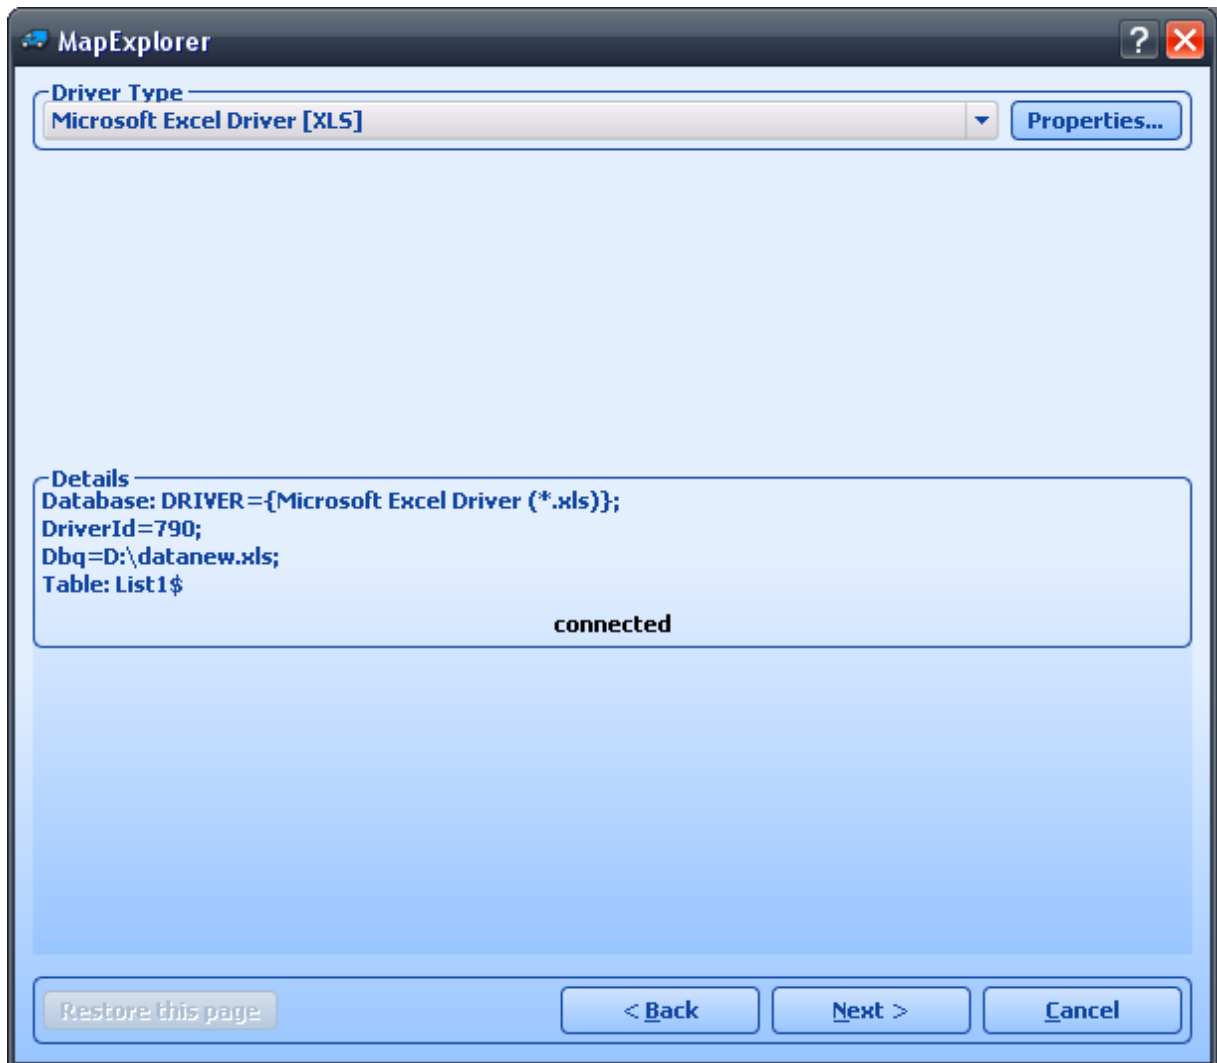 MapExplorer
Driver Type
Microsoft Excel Driver [XLS]
Properties...
Details
Database: DRIVER={Microsoft Excel Driver (*.xls)};
DriverId=790;
Dbq=D:\datanew.xls;
Table: List1$
connected
Restore this page
< Back
Next >
Cancel